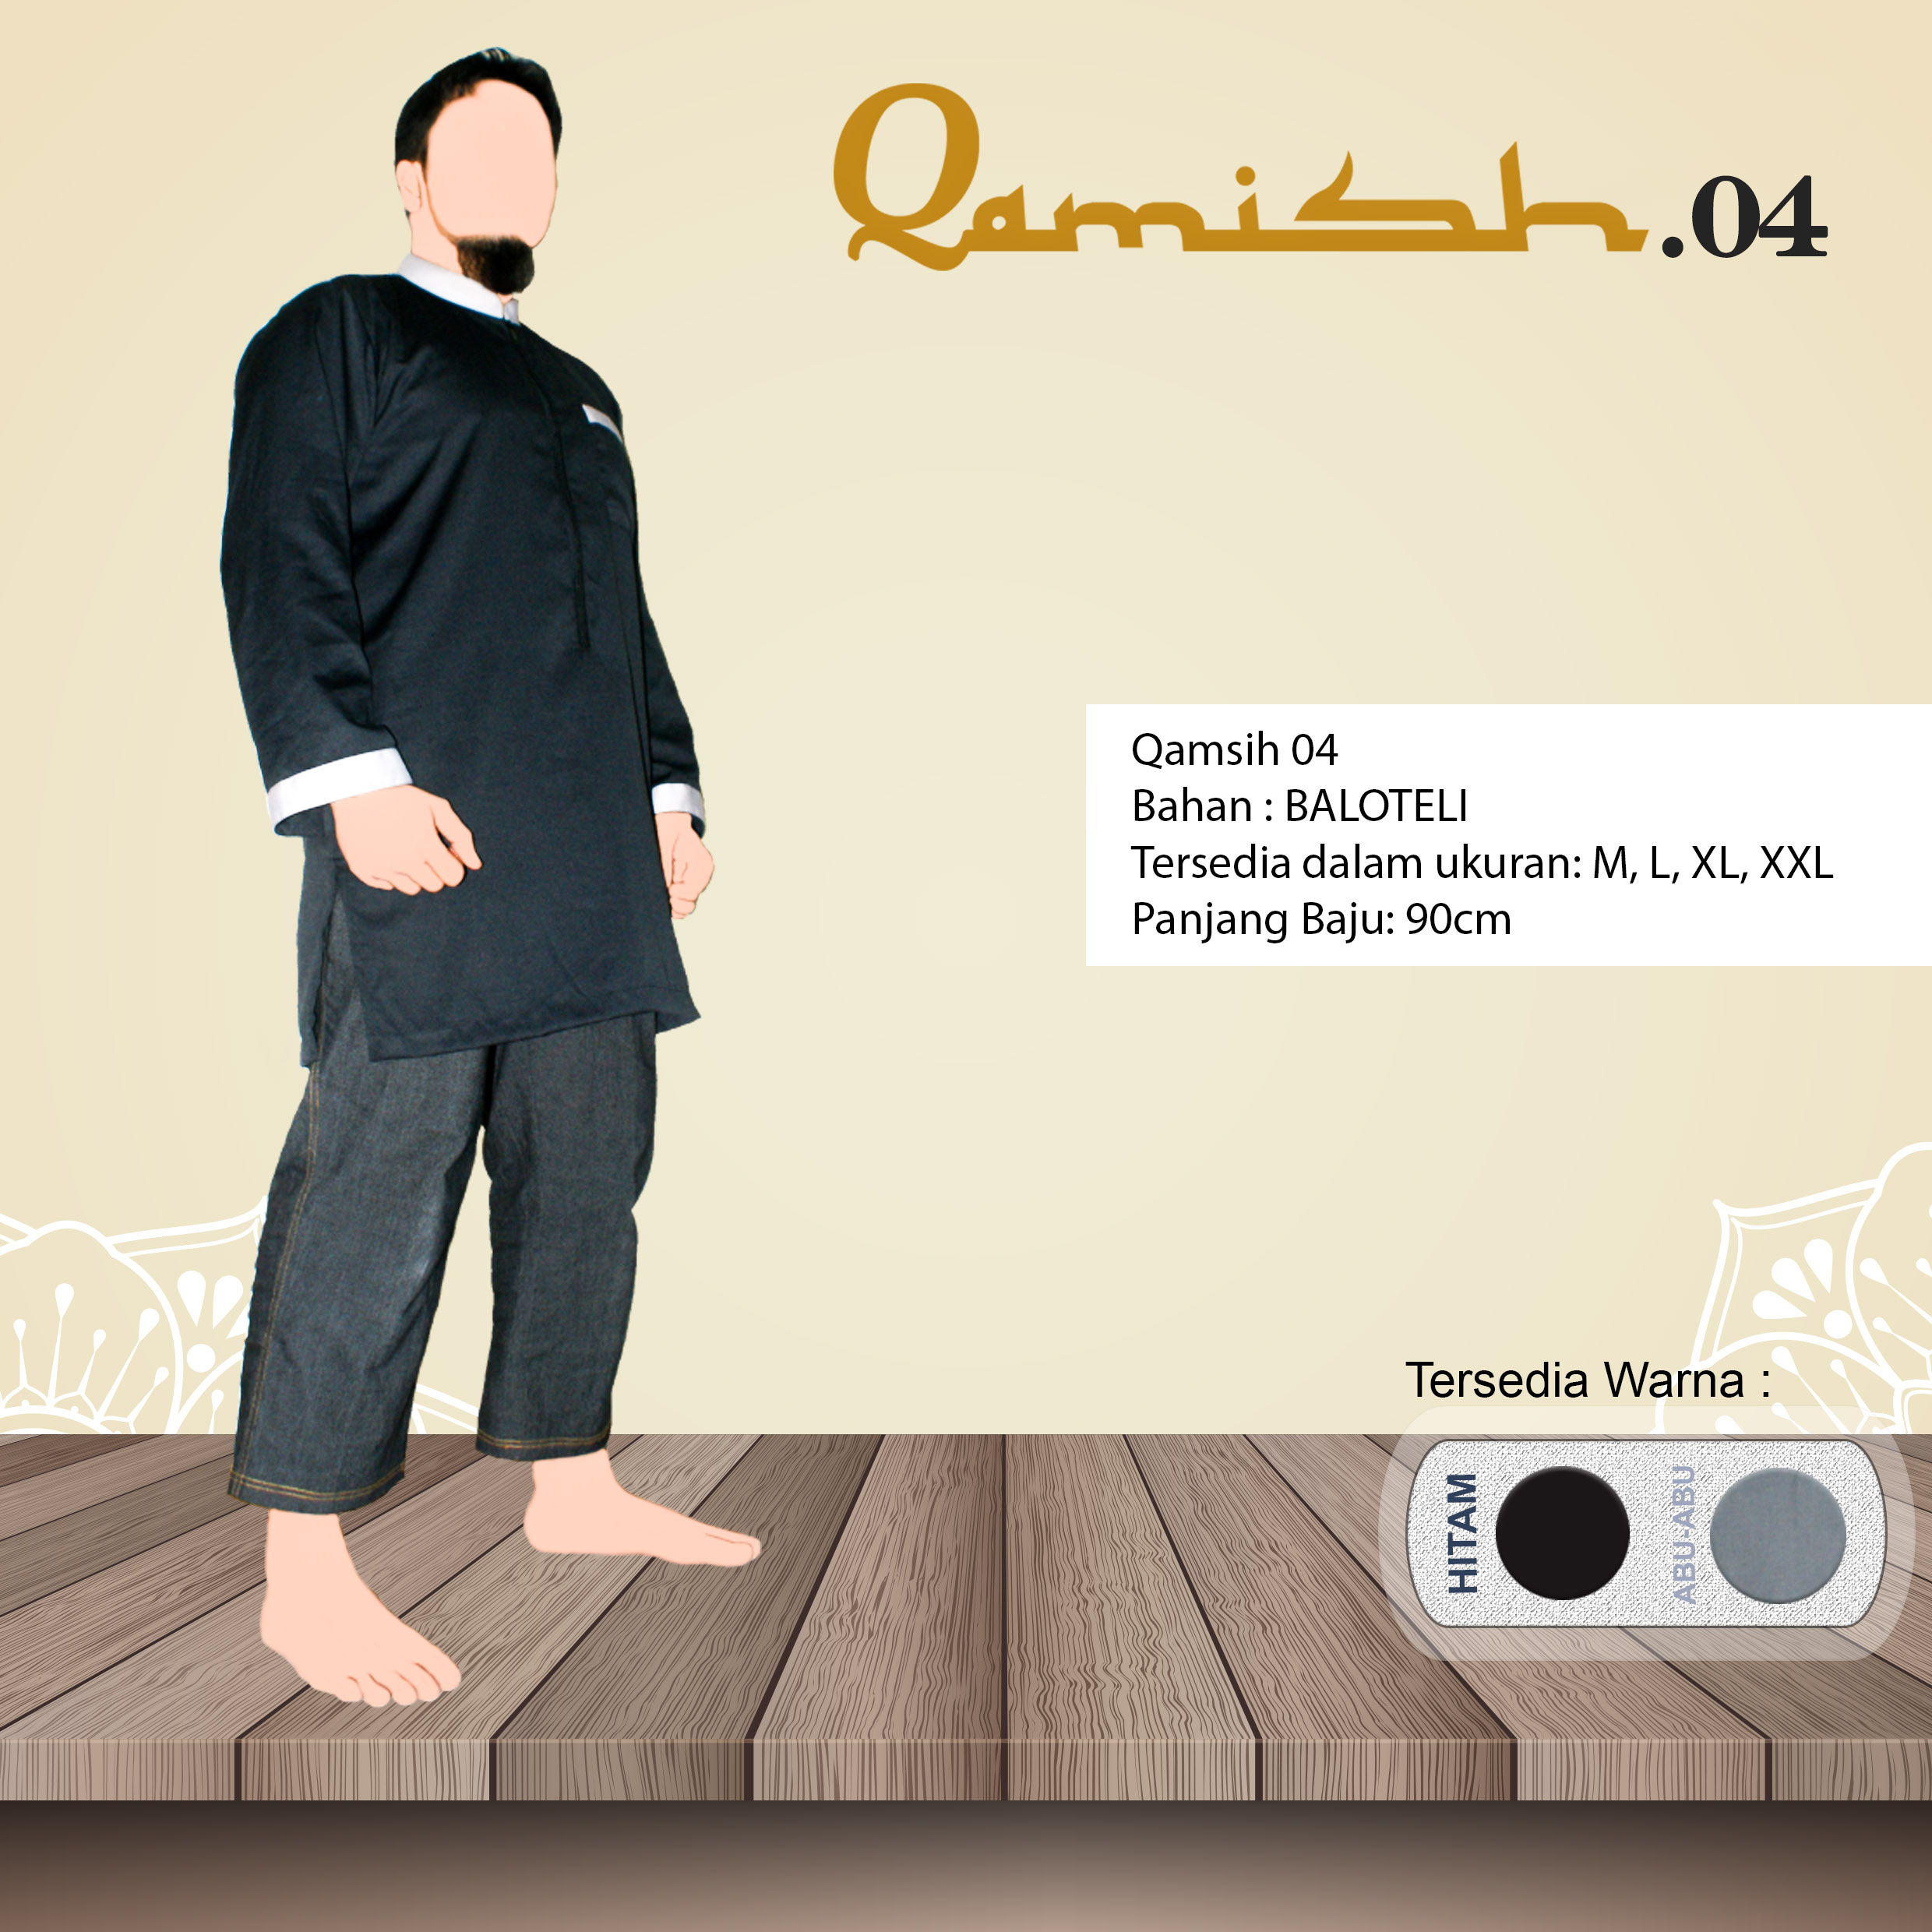 Qamish.04
Qamsih 04
Bahan : BALOTELI
Tersedia dalam ukuran: M, L, XL, XXL
Panjang Baju: 90cm
Tersedia Warna :
HITAM
ABU-ABU